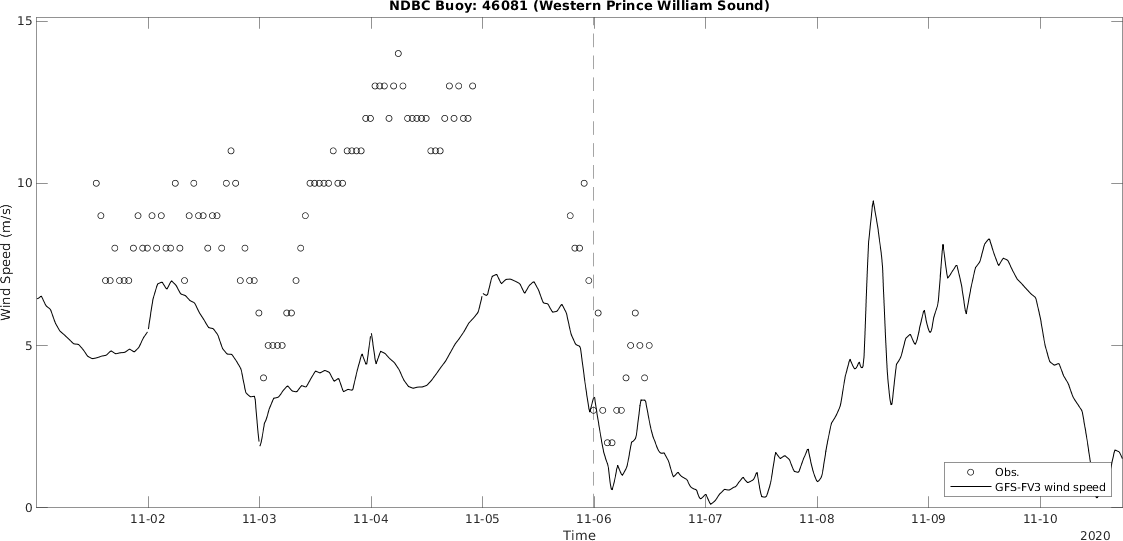 NDBC Buoy: 46081 (Western Prince William Sound)
Wind Speed (m/s)
15
10
5
0
11-02 11-03 11-04 11-05 11-06 11-07 11-08 11-09 11-10
Time
2020
Obs.
GFS-FV3 wind speed